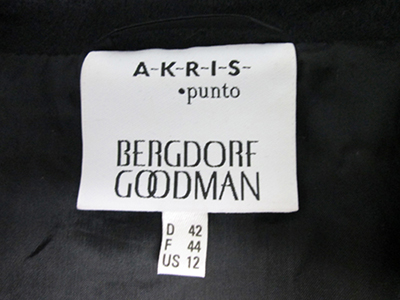 A-K-R-I-S-
•punto
BERGDORF
GOODMAN
D 42
F 44
US 12